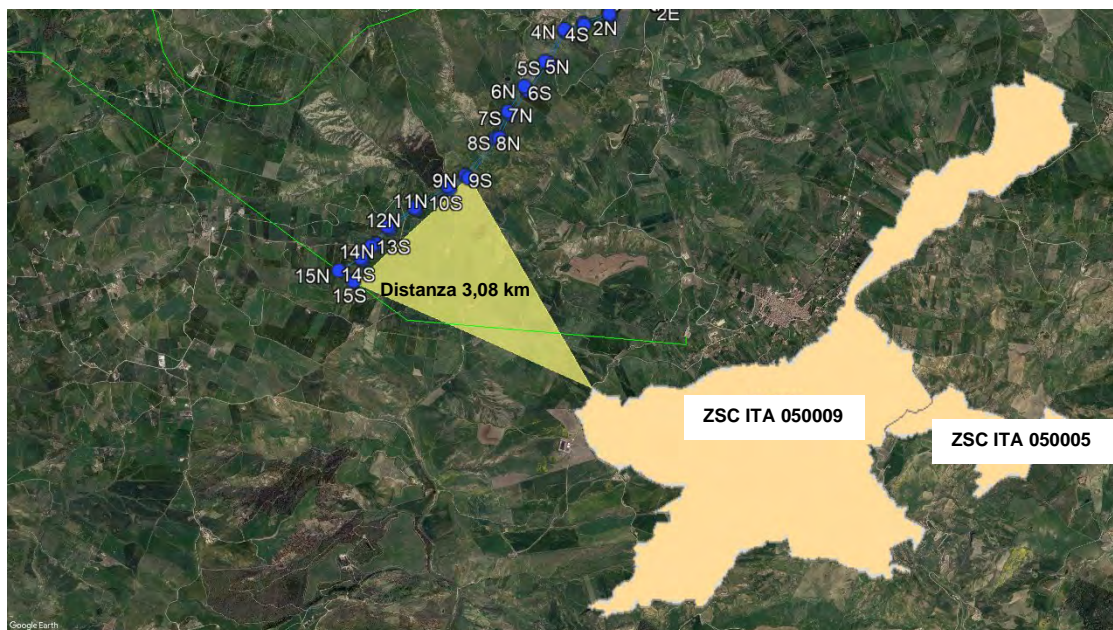 2E
4N
4S
2N
5S
5N
6N
6S
7S
7N
8S
8N
9N
9S
11N
10S
12N
13S
14N
15N
14S
15S
Distanza 3,08 km
ZSC ITA 050009
ZSC ITA 050005
Google Earth